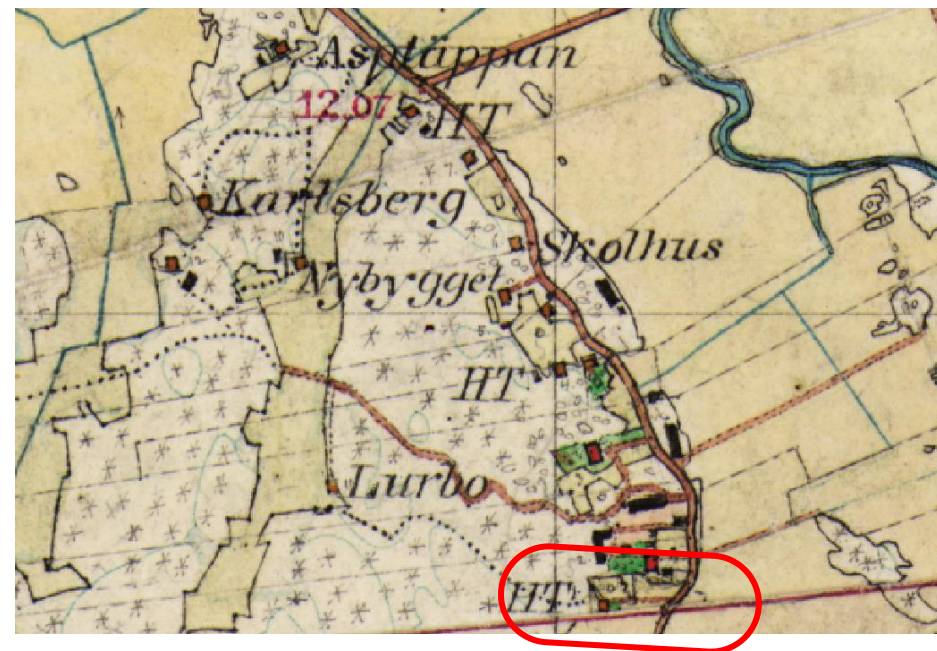 Asptäppan
12.07
HT
Karlsberg
Skolhus
Nybygget
HT
Lurbo
HT